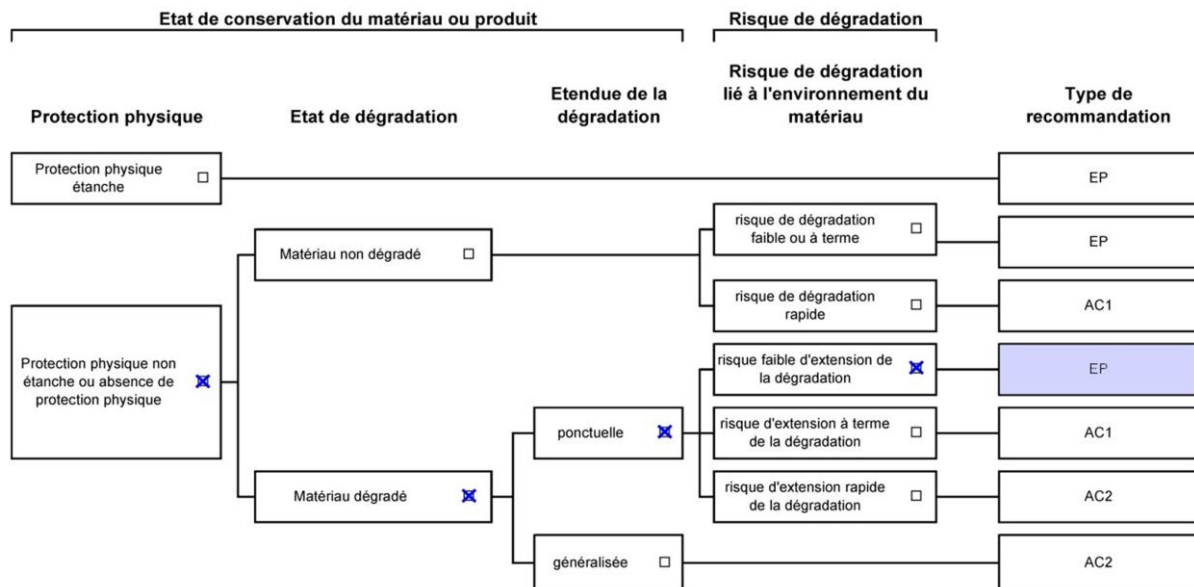 Etat de conservation du matériau ou produit
Risque de dégradation
Protection physique
Etat de dégradation
Etendue de la
dégradation
Risque de dégradation
lié à l'environnement du
matériau
Type de
recommandation
Protection physique
étanche
EP
Matériau non dégradé
risque de dégradation
faible ou à terme
EP
risque de dégradation
rapide
AC1
Protection physique non
étanche ou absence de
protection physique
risque faible d'extension de
la dégradation
EP
ponctuelle
risque d'extension à terme
de la dégradation
AC1
Matériau dégradé
risque d'extension rapide
de la dégradation
AC2
généralisée
AC2